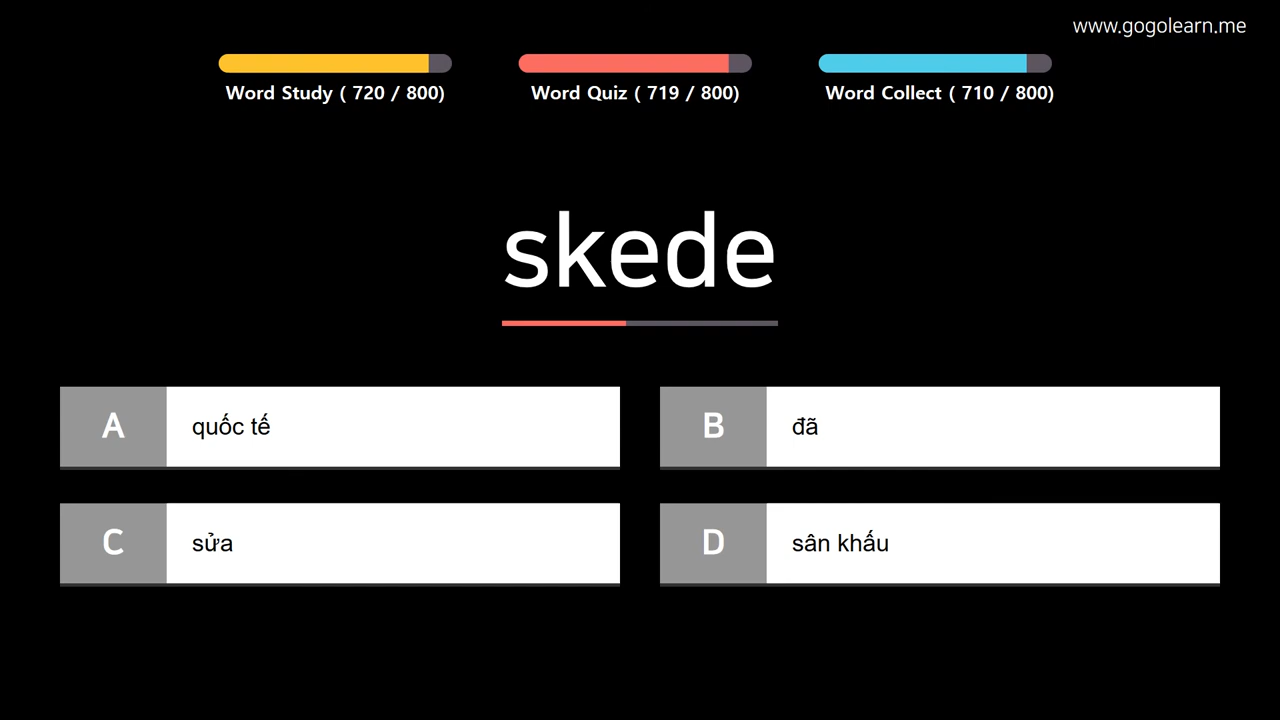 www.gogolearn.me
Word Study ( 720 / 800)
Word Quiz ( 719 / 800)
Word Collect ( 710 / 800)
skede
A quốc tế
B đã
C sửa
D sân khấu